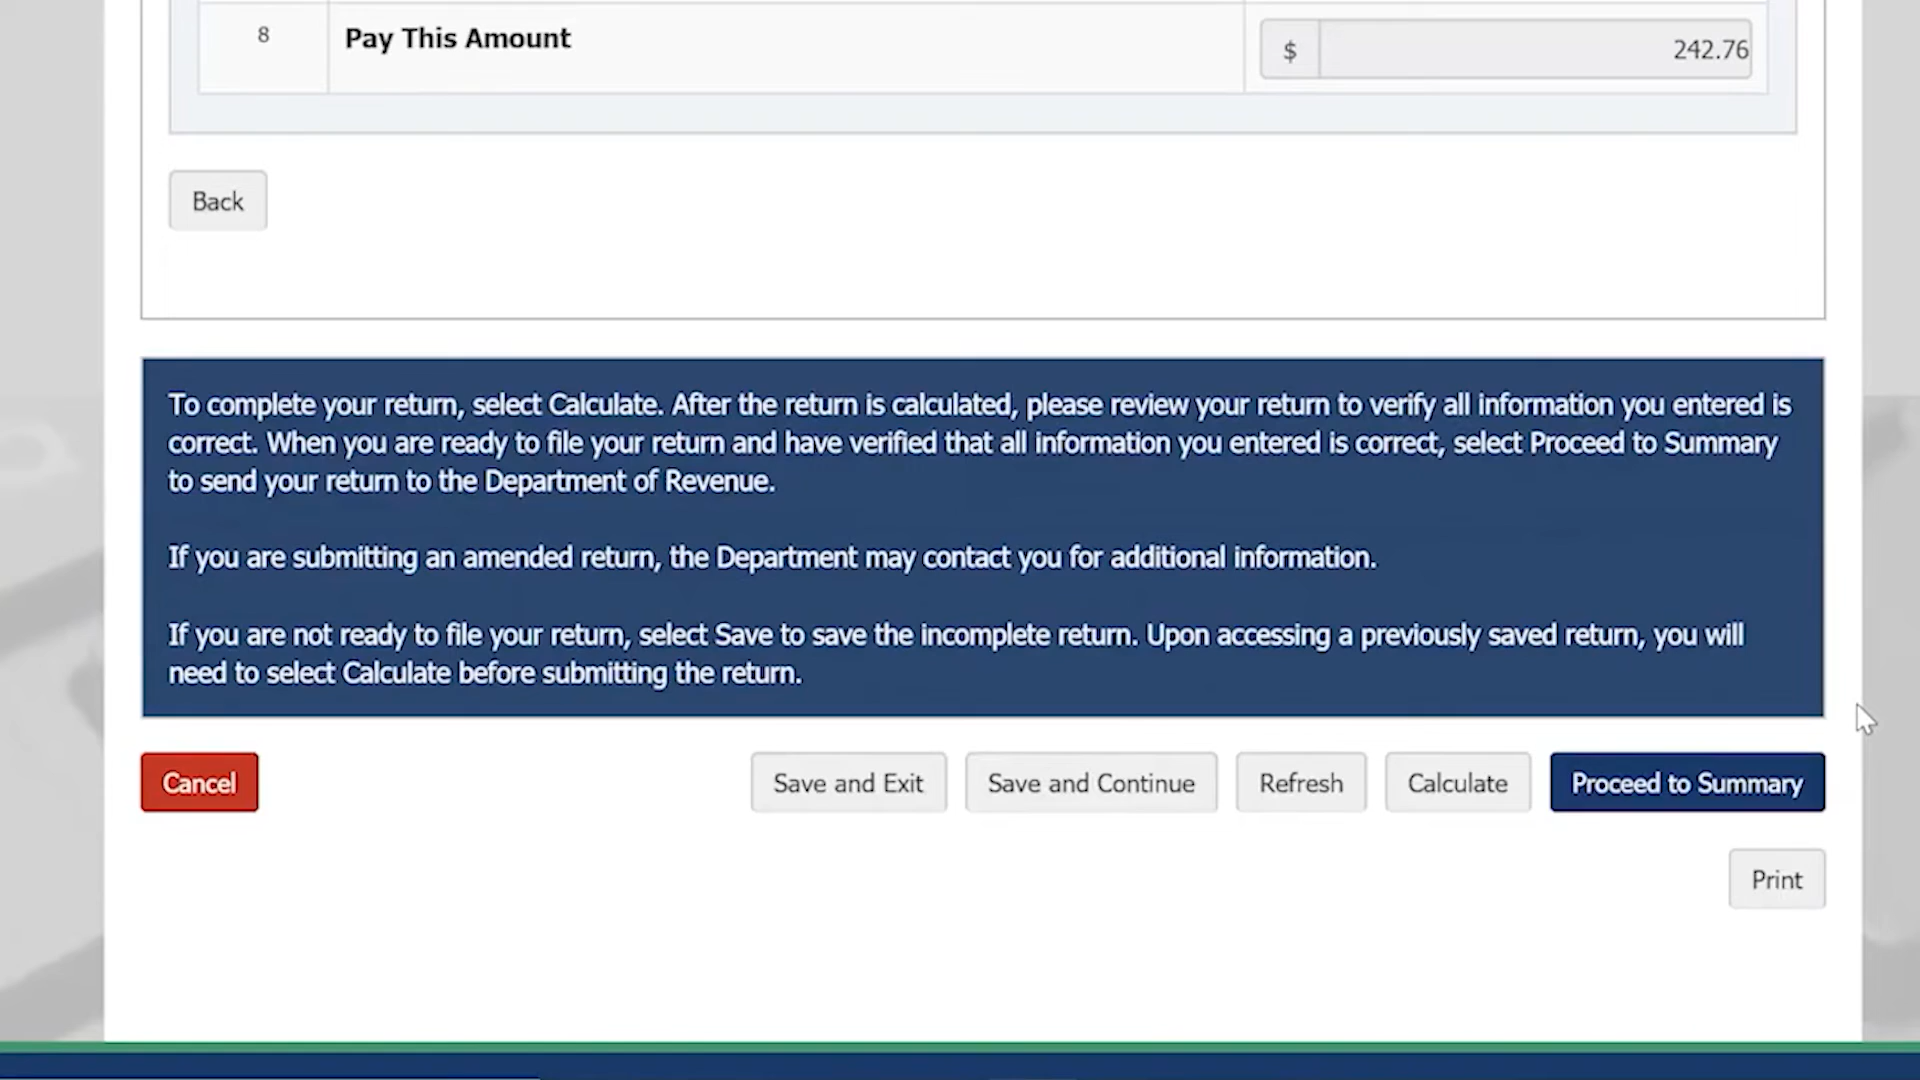 8 Pay This Amount $ 242.76
Back
To complete your return, select Calculate. After the return is calculated, please review your return to verify all information you entered is
correct. When you are ready to file your return and have verified that all information you entered is correct, select Proceed to Summary
to send your return to the Department of Revenue.
If you are submitting an amended return, the Department may contact you for additional information.
If you are not ready to file your return, select Save to save the incomplete return. Upon accessing a previously saved return, you will
need to select Calculate before submitting the return.
Cancel Save and Exit Save and Continue Refresh Calculate Proceed to Summary
Print